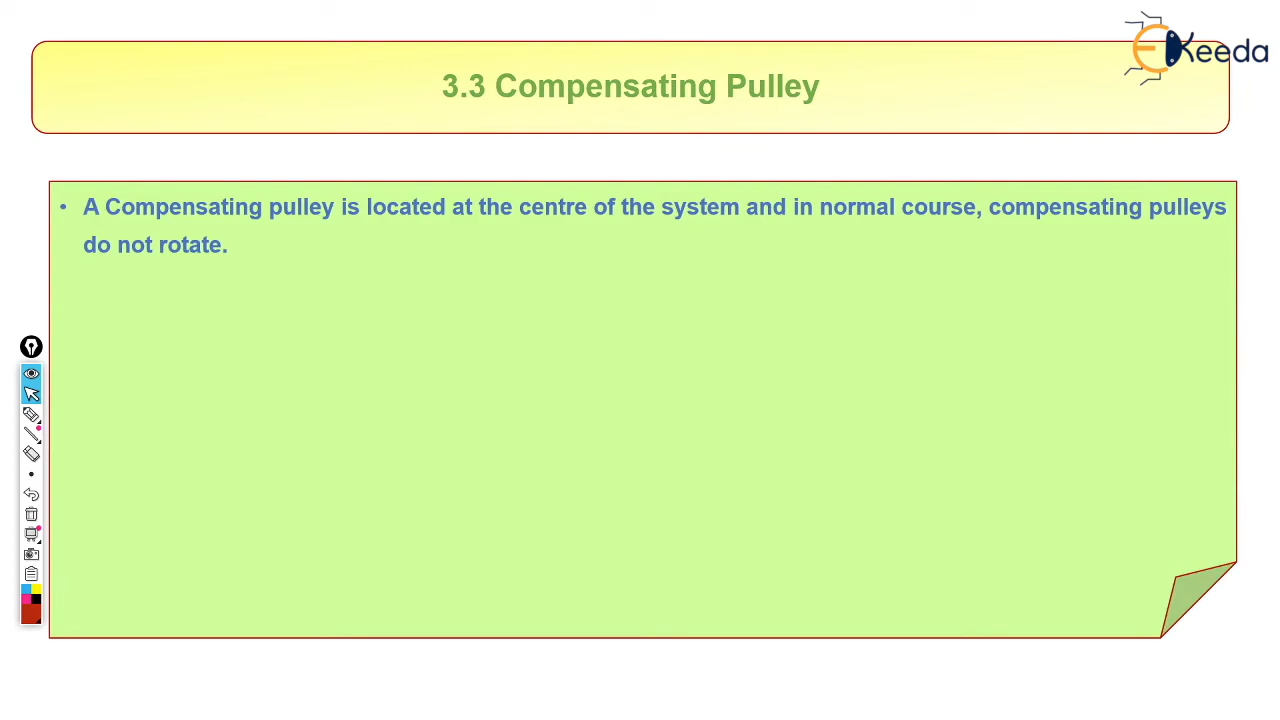 EKeeda
3.3 Compensating Pulley
• A Compensating pulley is located at the centre of the system and in normal course, compensating pulleys
do not rotate.